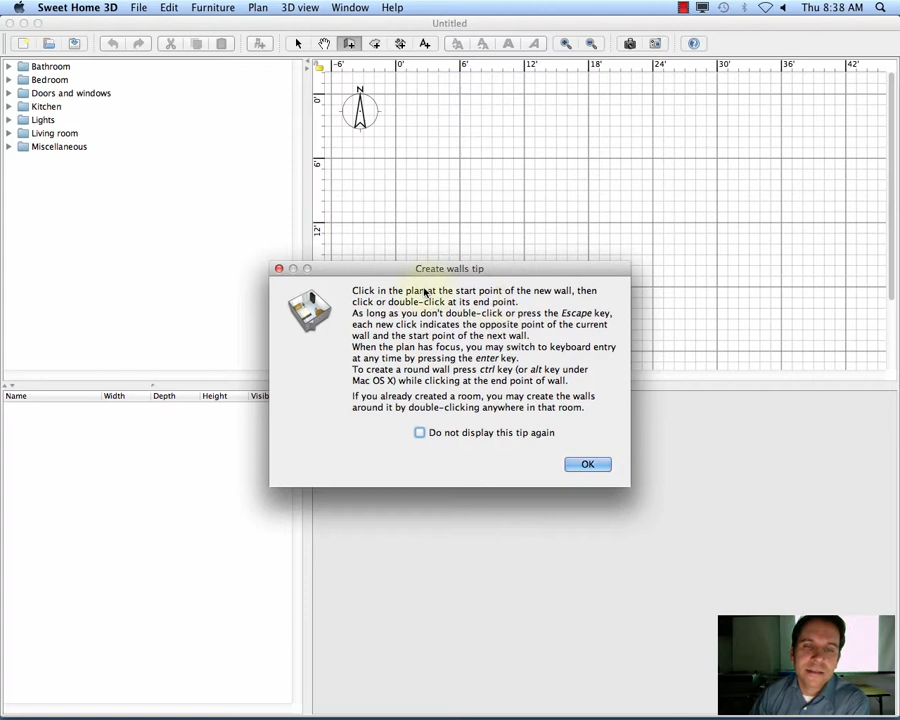 Sweet Home 3D File Edit Furniture Plan 3D view Window Help Thu 8:38 AM
Untitled
-6' 0' 6' 12' 18' 24' 30' 36' 42'
Bathroom
Bedroom
Doors and windows
Kitchen
Lights
Living room
Miscellaneous
N
0'
6'
12'
Create walls tip
Click in the plan at the start point of the new wall, then
click or double-click at its end point.
As long as you don't double-click or press the Escape key,
each new click indicates the opposite point of the current
wall and the start point of the next wall.
When the plan has focus, you may switch to keyboard entry
at any time by pressing the enter key.
To create a round wall press ctrl key (or alt key under
Mac OS X) while clicking at the end point of wall.
If you already created a room, you may create the walls
around it by double-clicking anywhere in that room.
Do not display this tip again
OK
Name Width Depth Height Visib